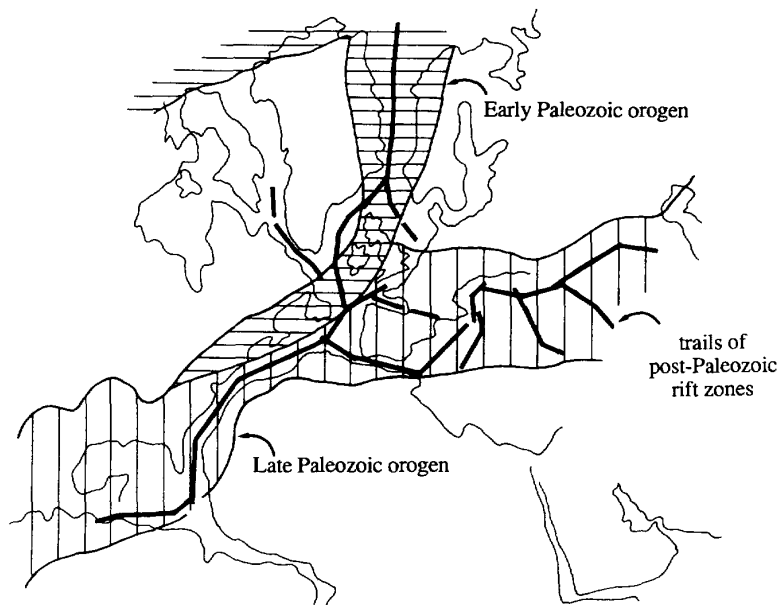 Early Paleozoic orogen
trails of
post-Paleozoic
rift zones
Late Paleozoic orogen